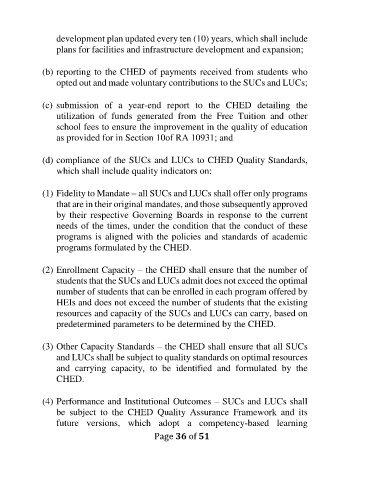 development plan updated every ten (10) years, which shall include
plans for facilities and infrastructure development and expansion;
(b) reporting to the CHED of payments received from students who
opted out and made voluntary contributions to the SUCs and LUCs;
(c) submission of a year-end report to the CHED detailing the
utilization of funds generated from the Free Tuition and other
school fees to ensure the improvement in the quality of education
as provided for in Section 10of RA 10931; and
(d) compliance of the SUCs and LUCs to CHED Quality Standards,
which shall include quality indicators on:
(1) Fidelity to Mandate – all SUCs and LUCs shall offer only programs
that are in their original mandates, and those subsequently approved
by their respective Governing Boards in response to the current
needs of the times, under the condition that the conduct of these
programs is aligned with the policies and standards of academic
programs formulated by the CHED.
(2) Enrollment Capacity – the CHED shall ensure that the number of
students that the SUCs and LUCs admit does not exceed the optimal
number of students that can be enrolled in each program offered by
HEIs and does not exceed the number of students that the existing
resources and capacity of the SUCs and LUCs can carry, based on
predetermined parameters to be determined by the CHED.
(3) Other Capacity Standards – the CHED shall ensure that all SUCs
and LUCs shall be subject to quality standards on optimal resources
and carrying capacity, to be identified and formulated by the
CHED.
(4) Performance and Institutional Outcomes – SUCs and LUCs shall
be subject to the CHED Quality Assurance Framework and its
future versions, which adopt a competency-based learning
Page 36 of 51